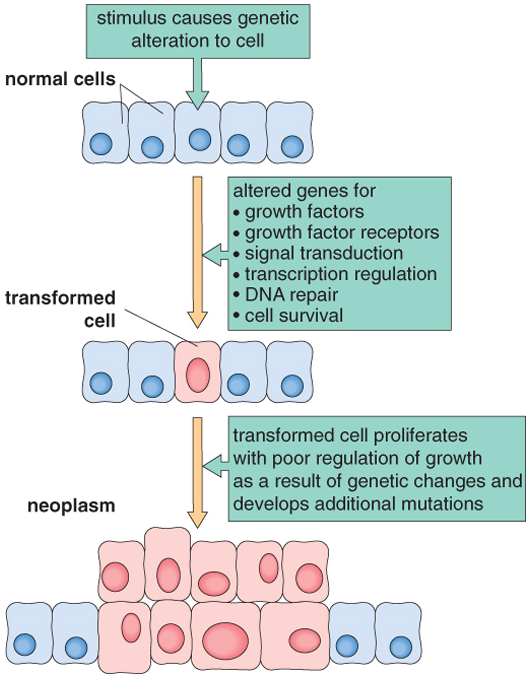 stimulus causes genetic
alteration to cell
normal cells
altered genes for
• growth factors
• growth factor receptors
• signal transduction
• transcription regulation
• DNA repair
• cell survival
transformed
cell
transformed cell proliferates
with poor regulation of growth
as a result of genetic changes and
develops additional mutations
neoplasm